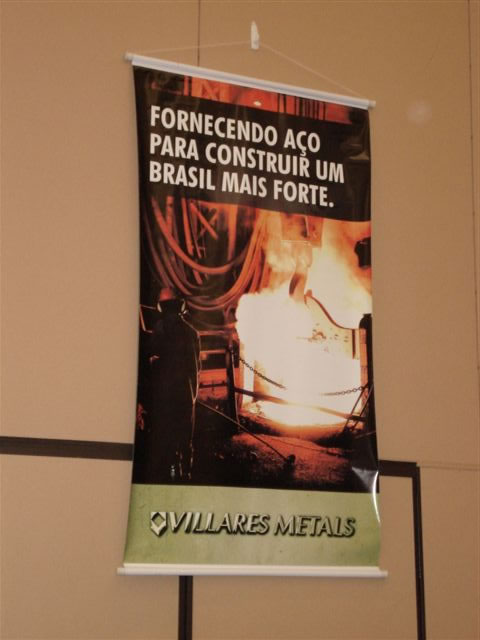 FORNECENDO AÇO
PARA CONSTRUIR UM
BRASIL MAIS FORTE.
VILLARES METALS